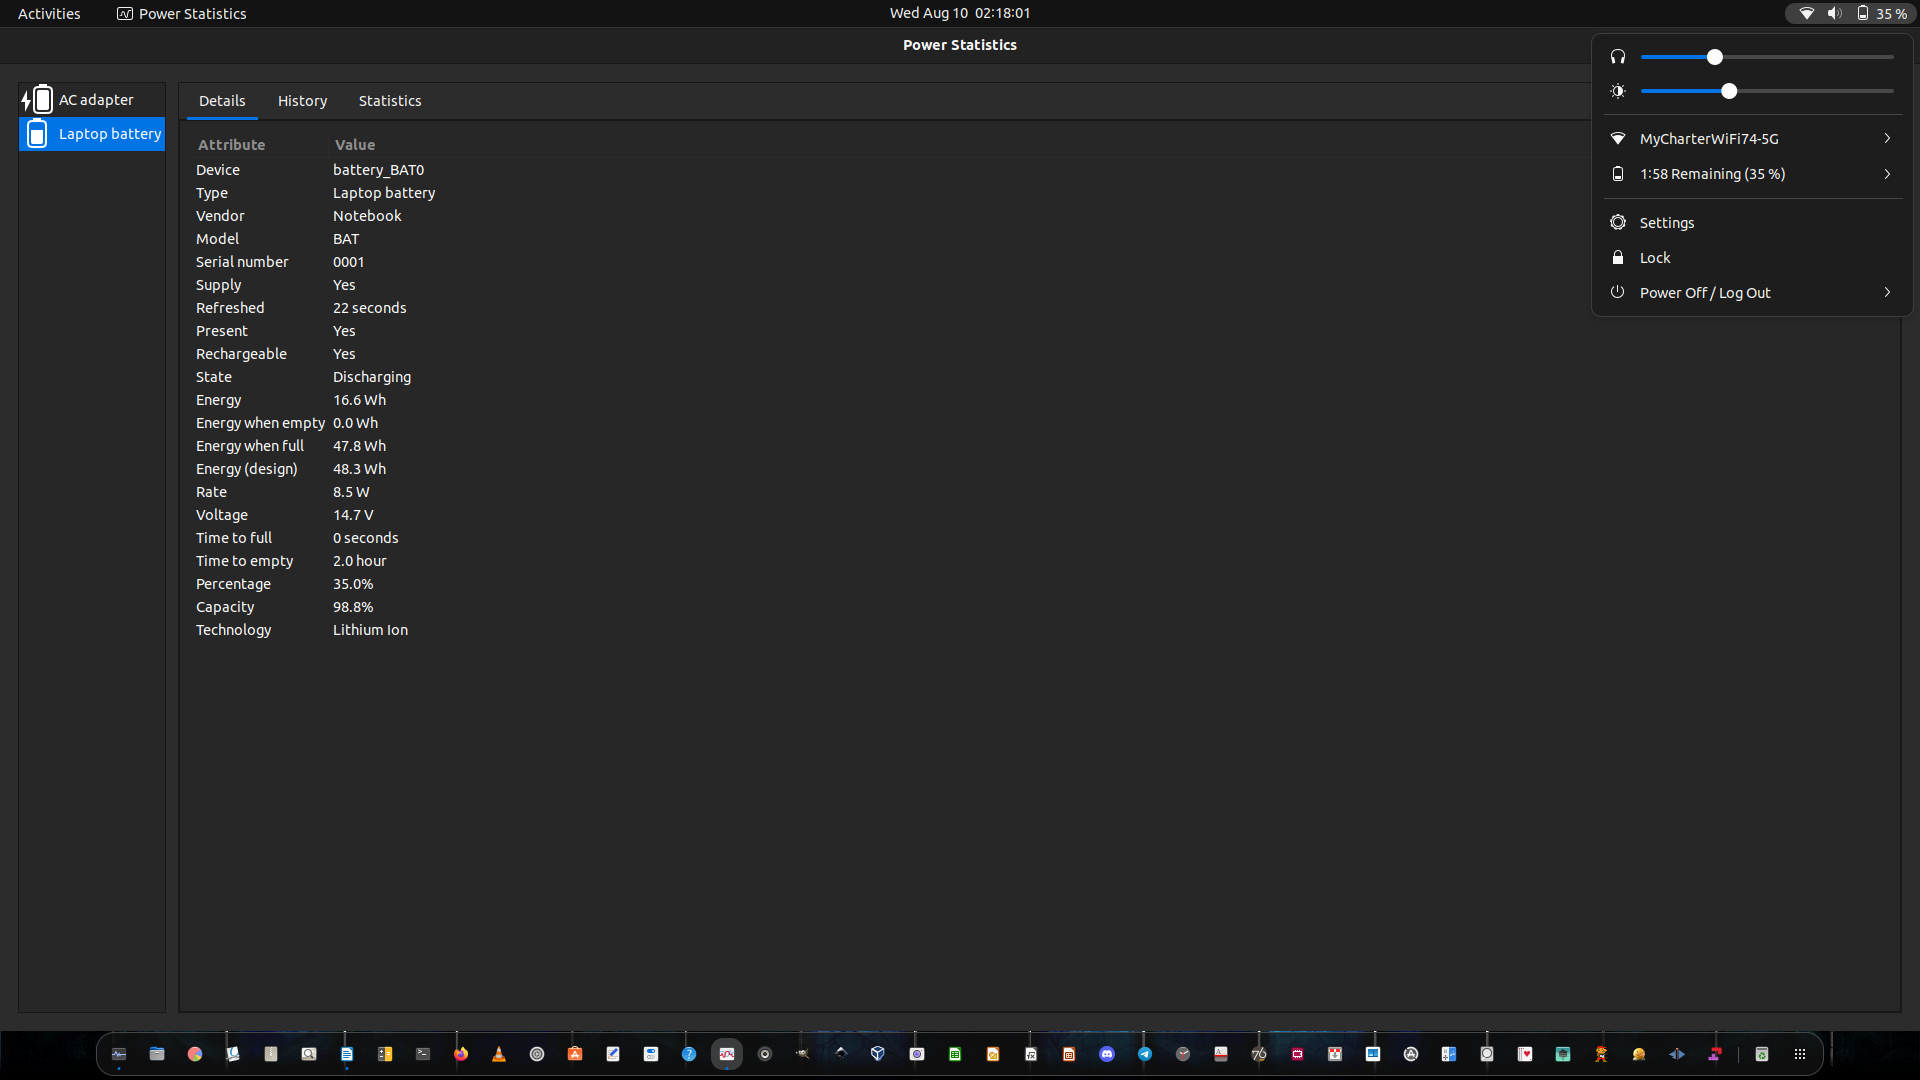 Activities
Power Statistics
Wed Aug 10 02:18:01
35 %
Power Statistics
AC adapter
Laptop battery
Details History Statistics
Attribute Value
Device battery_BAT0
Type Laptop battery
Vendor Notebook
Model BAT
Serial number 0001
Supply Yes
Refreshed 22 seconds
Present Yes
Rechargeable Yes
State Discharging
Energy 16.6 Wh
Energy when empty 0.0 Wh
Energy when full 47.8 Wh
Energy (design) 48.3 Wh
Rate 8.5 W
Voltage 14.7 V
Time to full 0 seconds
Time to empty 2.0 hour
Percentage 35.0%
Capacity 98.8%
Technology Lithium Ion
MyCharterWiFi74-5G
1:58 Remaining (35 %)
Settings
Lock
Power Off / Log Out
76